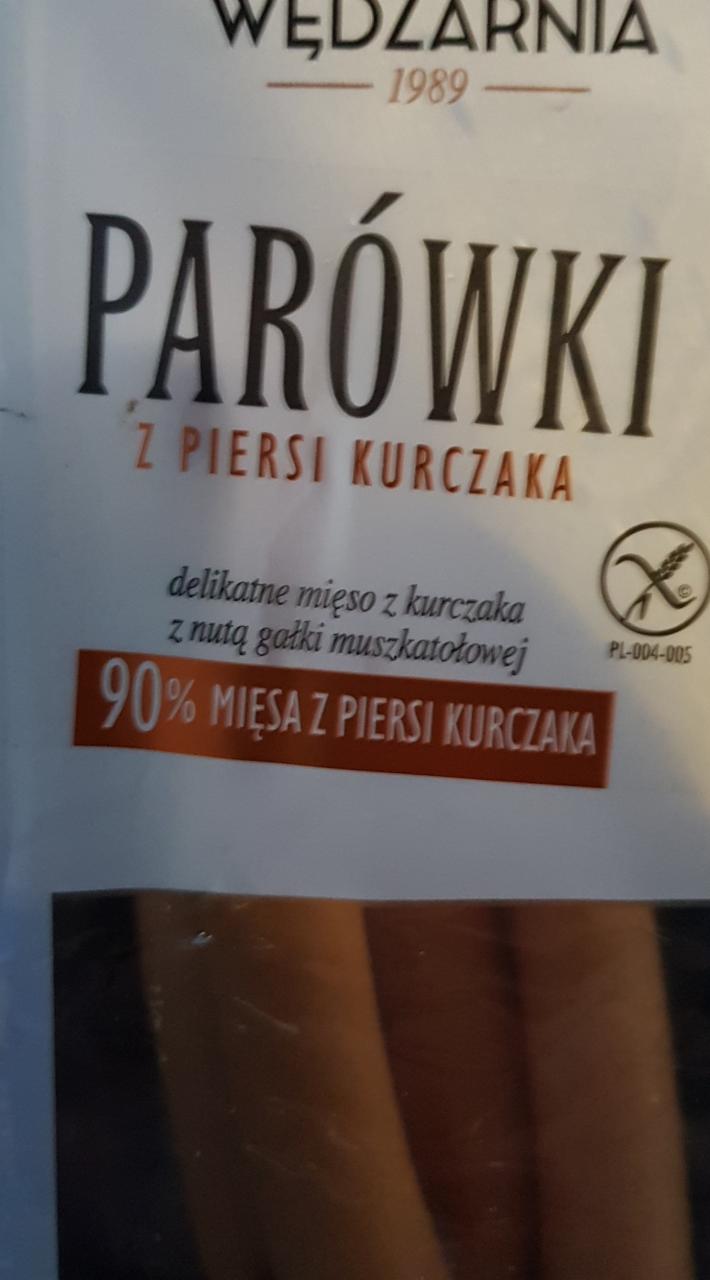 WĘDZARNIA
1989
PARÓWKI
Z PIERSI KURCZAKA
delikatne mięso z kurczaka
z nutą gałki muszkatołowej
©
PL-004-005
90% MIĘSA Z PIERSI KURCZAKA